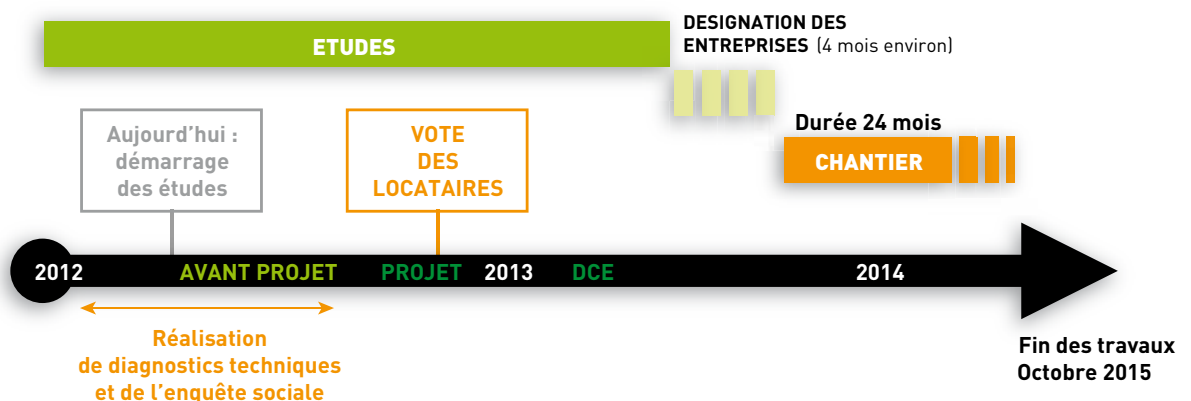 DESIGNATION DES
ENTREPRISES (4 mois environ)
ETUDES
Aujourd’hui :
démarrage
des études
VOTE
DES
LOCATAIRES
Durée 24 mois
CHANTIER
2012 AVANT PROJET PROJET 2013 DCE 2014
Réalisation
de diagnostics techniques
et de l’enquête sociale
Fin des travaux
Octobre 2015